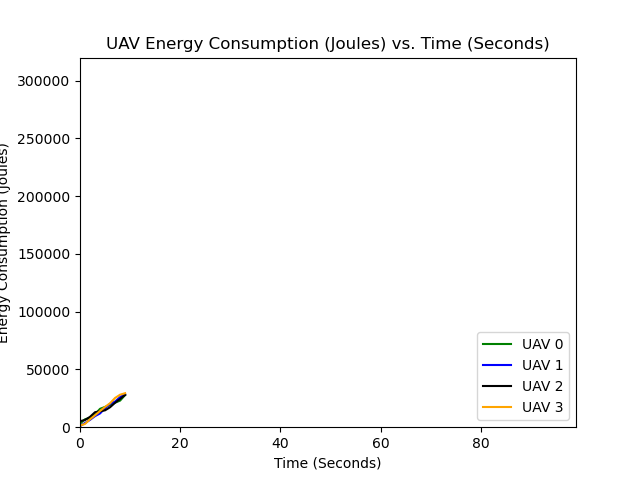 UAV Energy Consumption (Joules) vs. Time (Seconds)
300000
250000
200000
150000
100000
50000
0
Energy Consumption (Joules)
0 20 40 60 80
Time (Seconds)
UAV 0
UAV 1
UAV 2
UAV 3